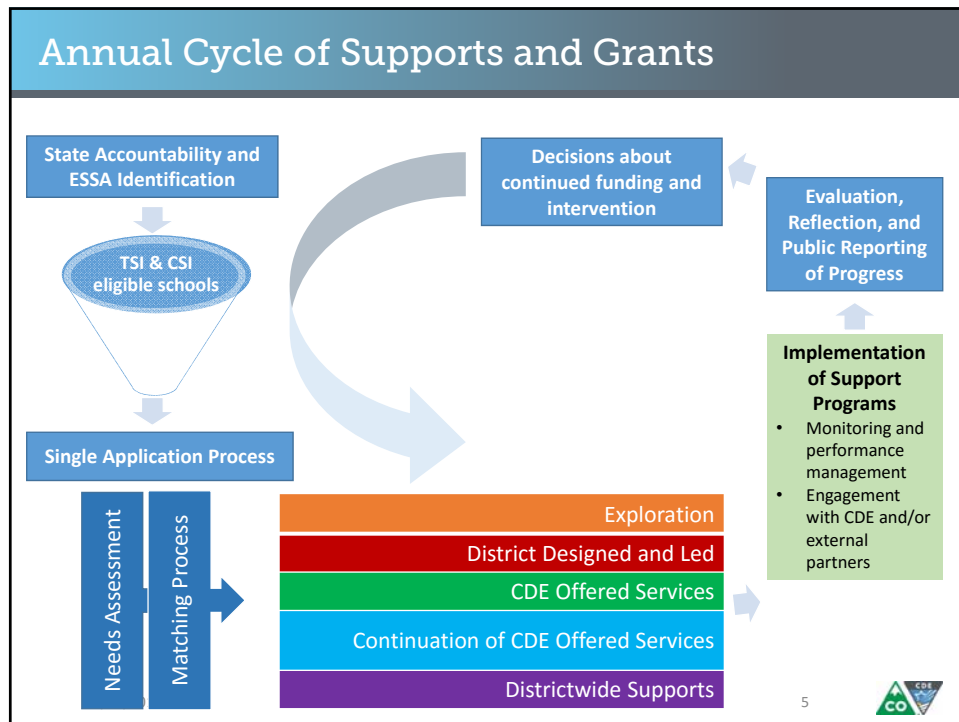 Annual Cycle of Supports and Grants
State Accountability and
ESSA Identification
TSI & CSI
eligible schools
Single Application Process
Needs Assessment
Matching Process
Exploration
District Designed and Led
CDE Offered Services
Continuation of CDE Offered Services
Districtwide Supports
Implementation
of Support
Programs
• Monitoring and
performance
management
• Engagement
with CDE and/or
external
partners
Evaluation,
Reflection, and
Public Reporting
of Progress
Decisions about
continued funding and
intervention
5
CO
CDE